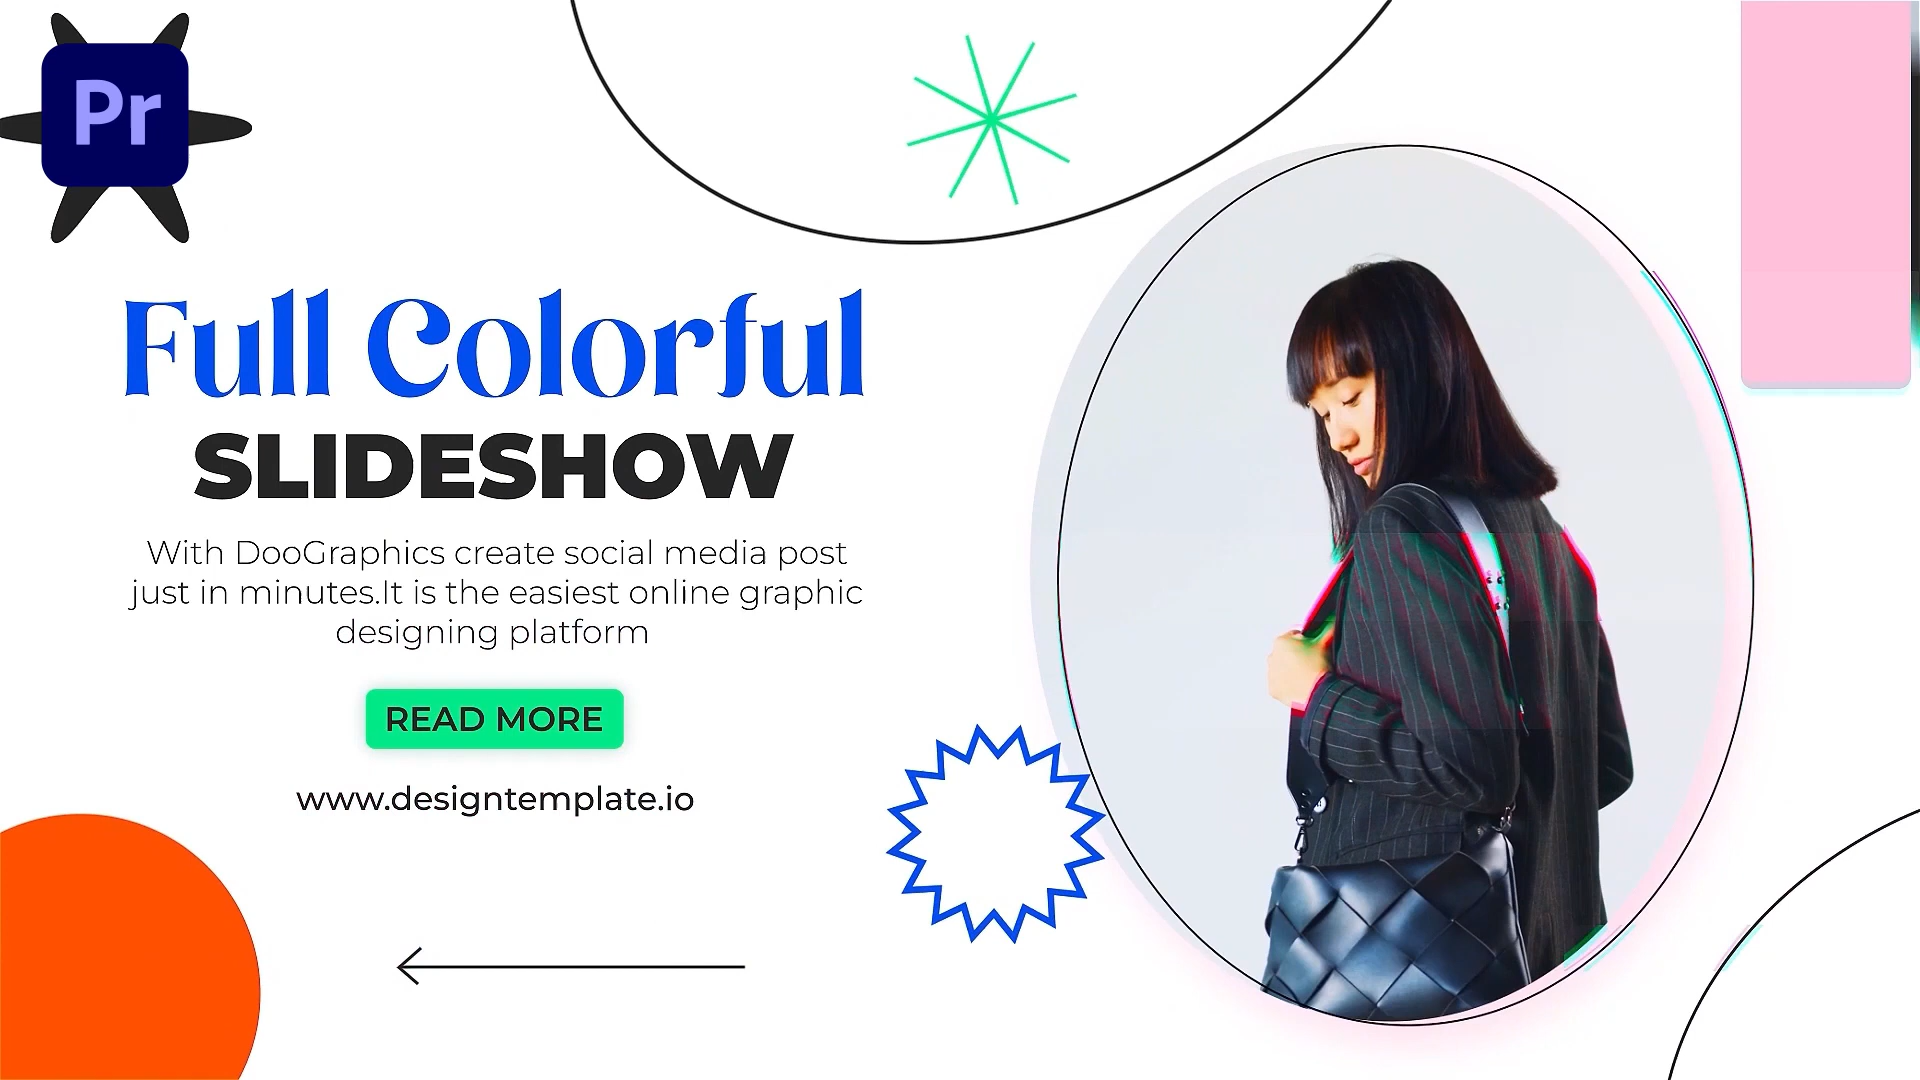 Pr
Full Colorful
SLIDESHOW
With DooGraphics create social media post
just in minutes.It is the easiest online graphic
designing platform
READ MORE
www.designtemplate.io